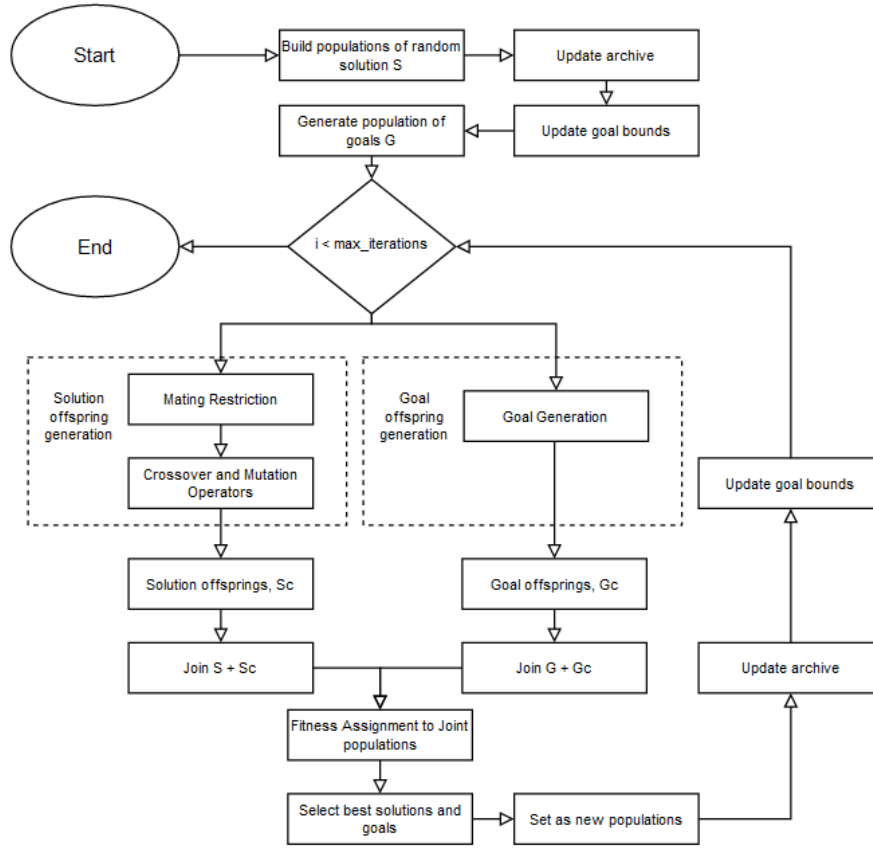 Start
Build populations of random
solution S
Update archive
Generate population of
goals G
Update goal bounds
End
i < max_iterations
Solution
offspring
generation
Mating Restriction
Crossover and Mutation
Operators
Goal
offspring
generation
Goal Generation
Update goal bounds
Solution offsprings, Sc
Goal offsprings, Gc
Join S + Sc
Join G + Gc
Update archive
Fitness Assignment to Joint
populations
Select best solutions and
goals
Set as new populations